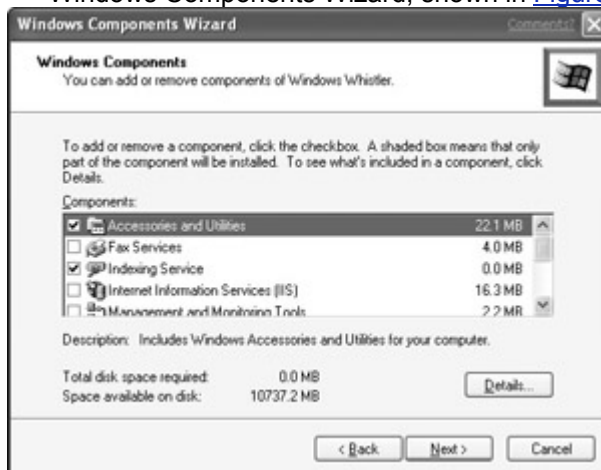 Windows Components Wizard, shown in Figure
Windows Components Wizard Comments?
Windows Components
You can add or remove components of Windows Whistler.
To add or remove a component, click the checkbox. A shaded box means that only
part of the component will be installed. To see what's included in a component, click
Details.
Components:
Accessories and Utilities 22.1 MB
Fax Services 4.0 MB
Indexing Service 0.0 MB
Internet Information Services (IIS) 16.3 MB
Management and Monitoring Tools 2.2 MB
Description: Includes Windows Accessories and Utilities for your computer.
Total disk space required: 0.0 MB
Space available on disk: 10737.2 MB
Details...
< Back Next > Cancel